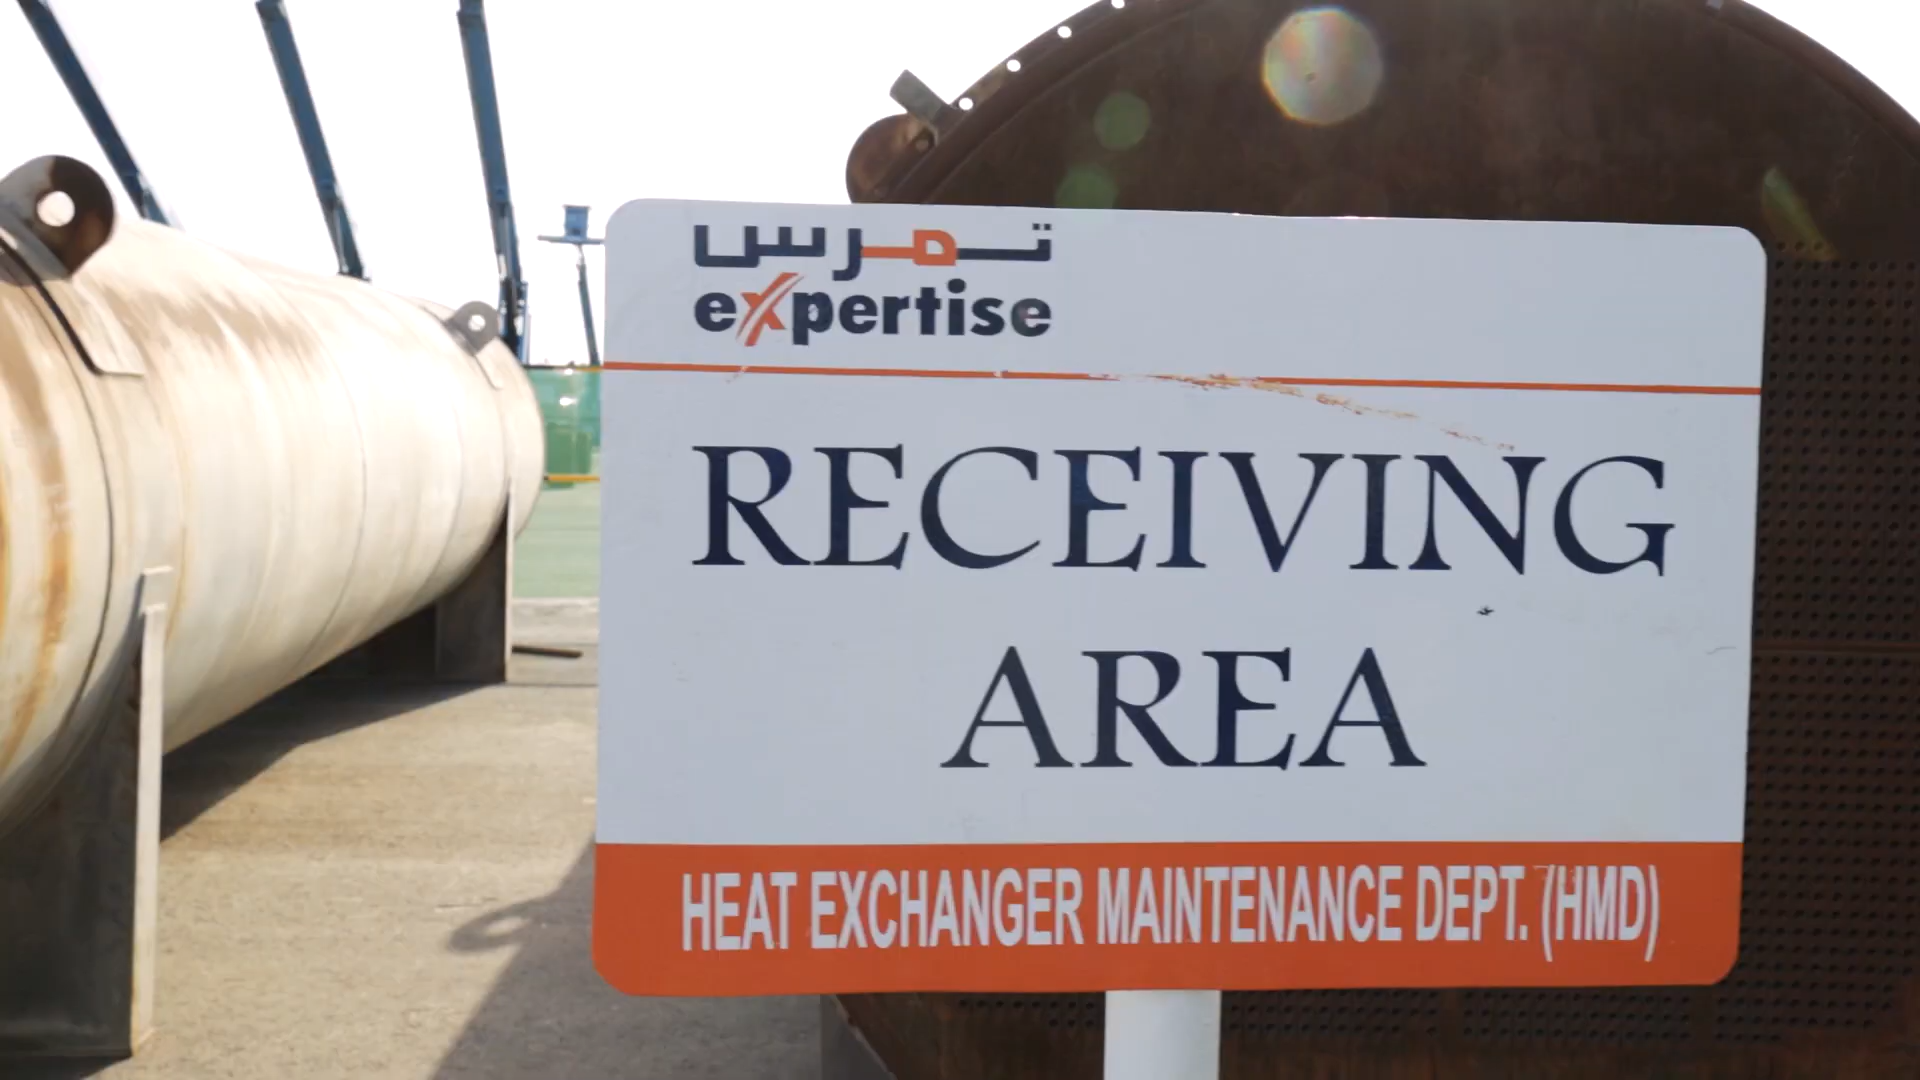 تمرس
expertise
RECEIVING
AREA
HEAT EXCHANGER MAINTENANCE DEPT. (HMD)